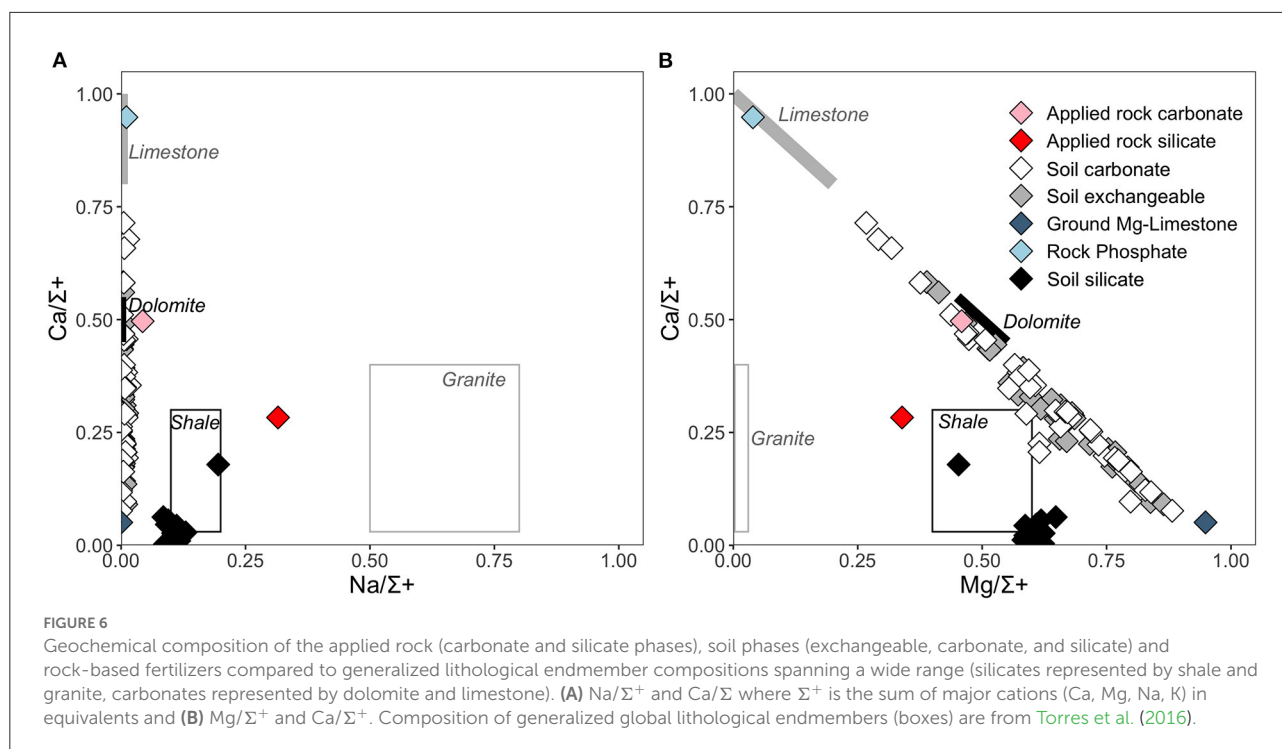 A
B
1.00
0.75
0.50
0.25
0.00
Ca/Σ+
Limestone
Dolomite
Shale
Granite
0.00 0.25 0.50 0.75 1.00
Na/Σ+
1.00
0.75
0.50
0.25
0.00
Ca/Σ+
Limestone
Dolomite
Shale
Granite
Applied rock carbonate
Applied rock silicate
Soil carbonate
Soil exchangeable
Ground Mg-Limestone
Rock Phosphate
Soil silicate
0.00 0.25 0.50 0.75 1.00
Mg/Σ+
FIGURE 6
Geochemical composition of the applied rock (carbonate and silicate phases), soil phases (exchangeable, carbonate, and silicate) and
rock-based fertilizers compared to generalized lithological endmember compositions spanning a wide range (silicates represented by shale and
granite, carbonates represented by dolomite and limestone). (A) Na/Σ⁺ and Ca/Σ where Σ⁺ is the sum of major cations (Ca, Mg, Na, K) in
equivalents and (B) Mg/Σ⁺ and Ca/Σ⁺. Composition of generalized global lithological endmembers (boxes) are from Torres et al. (2016).